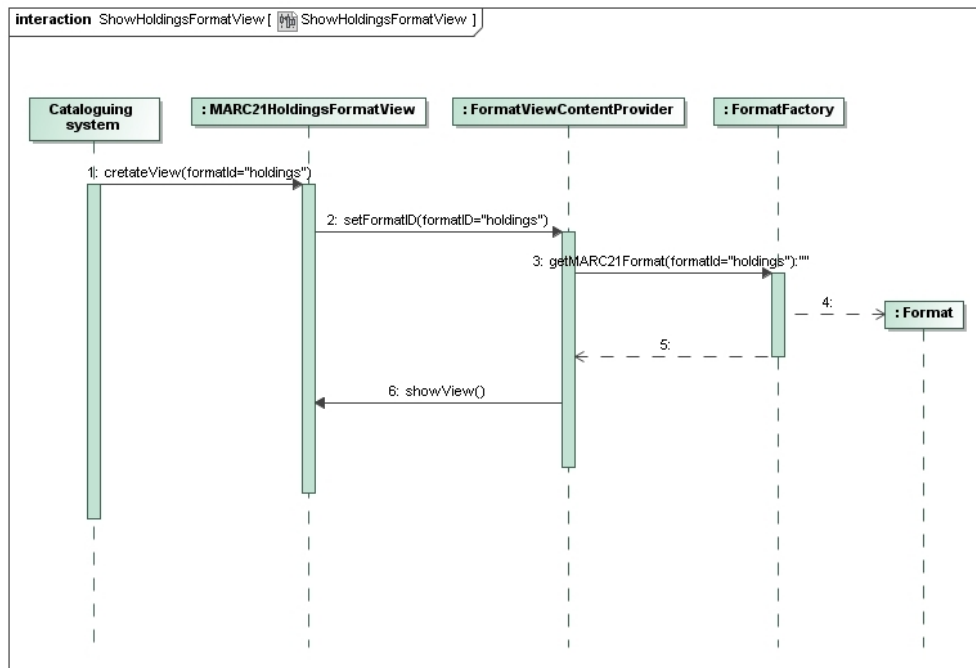 interaction ShowHoldingsFormatView [ ShowHoldingsFormatView ]
Cataloguing
system
: MARC21HoldingsFormatView
: FormatViewContentProvider
: FormatFactory
1: cretateView(formatId="holdings")
2: setFormatID(formatID="holdings")
3: getMARC21Format(formatId="holdings"):""
4:
: Format
5:
6: showView()